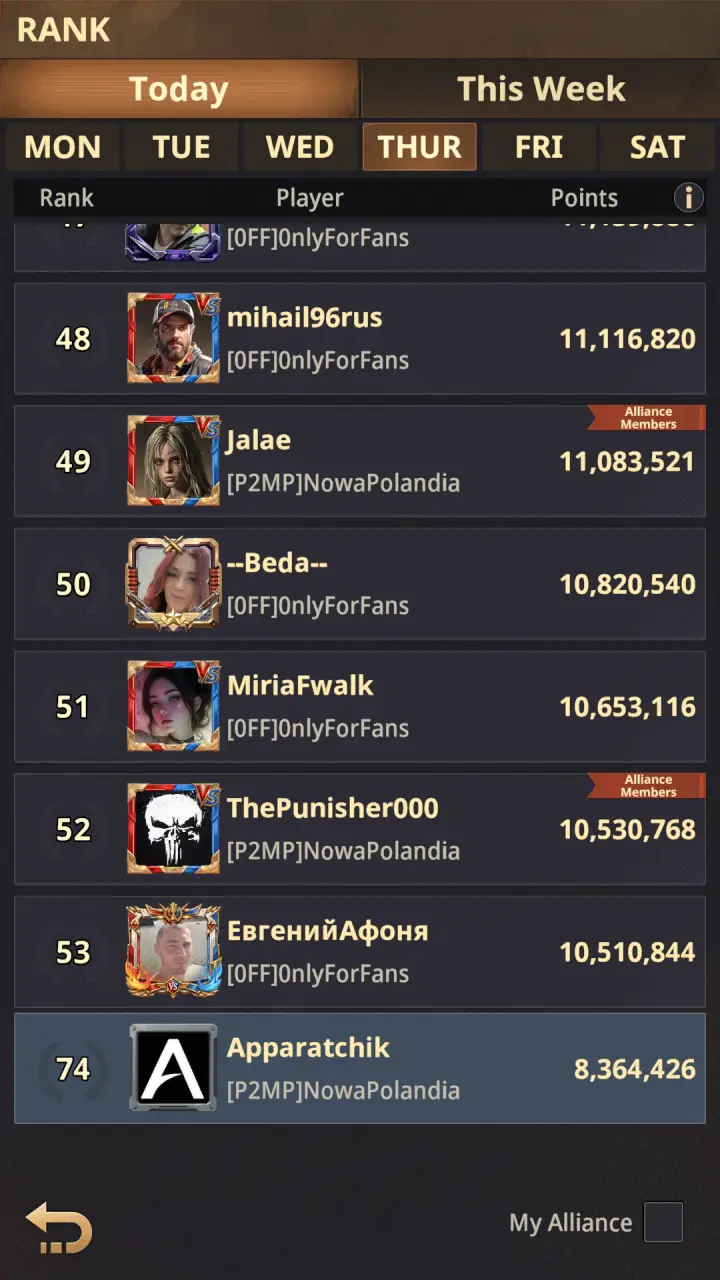 RANK
Today
This Week
MON
TUE
WED
THUR
FRI
SAT
Rank
Player
Points
[0FF]0nlyForFans
48
mihail96rus
[0FF]0nlyForFans
11,116,820
Alliance
Members
49
Jalae
[P2MP]NowaPolandia
11,083,521
50
--Beda--
[0FF]0nlyForFans
10,820,540
51
MiriaFwalk
[0FF]0nlyForFans
10,653,116
Alliance
Members
52
ThePunisher000
[P2MP]NowaPolandia
10,530,768
53
ЕвгенийАфоня
[0FF]0nlyForFans
10,510,844
74
Apparatchik
[P2MP]NowaPolandia
8,364,426
My Alliance